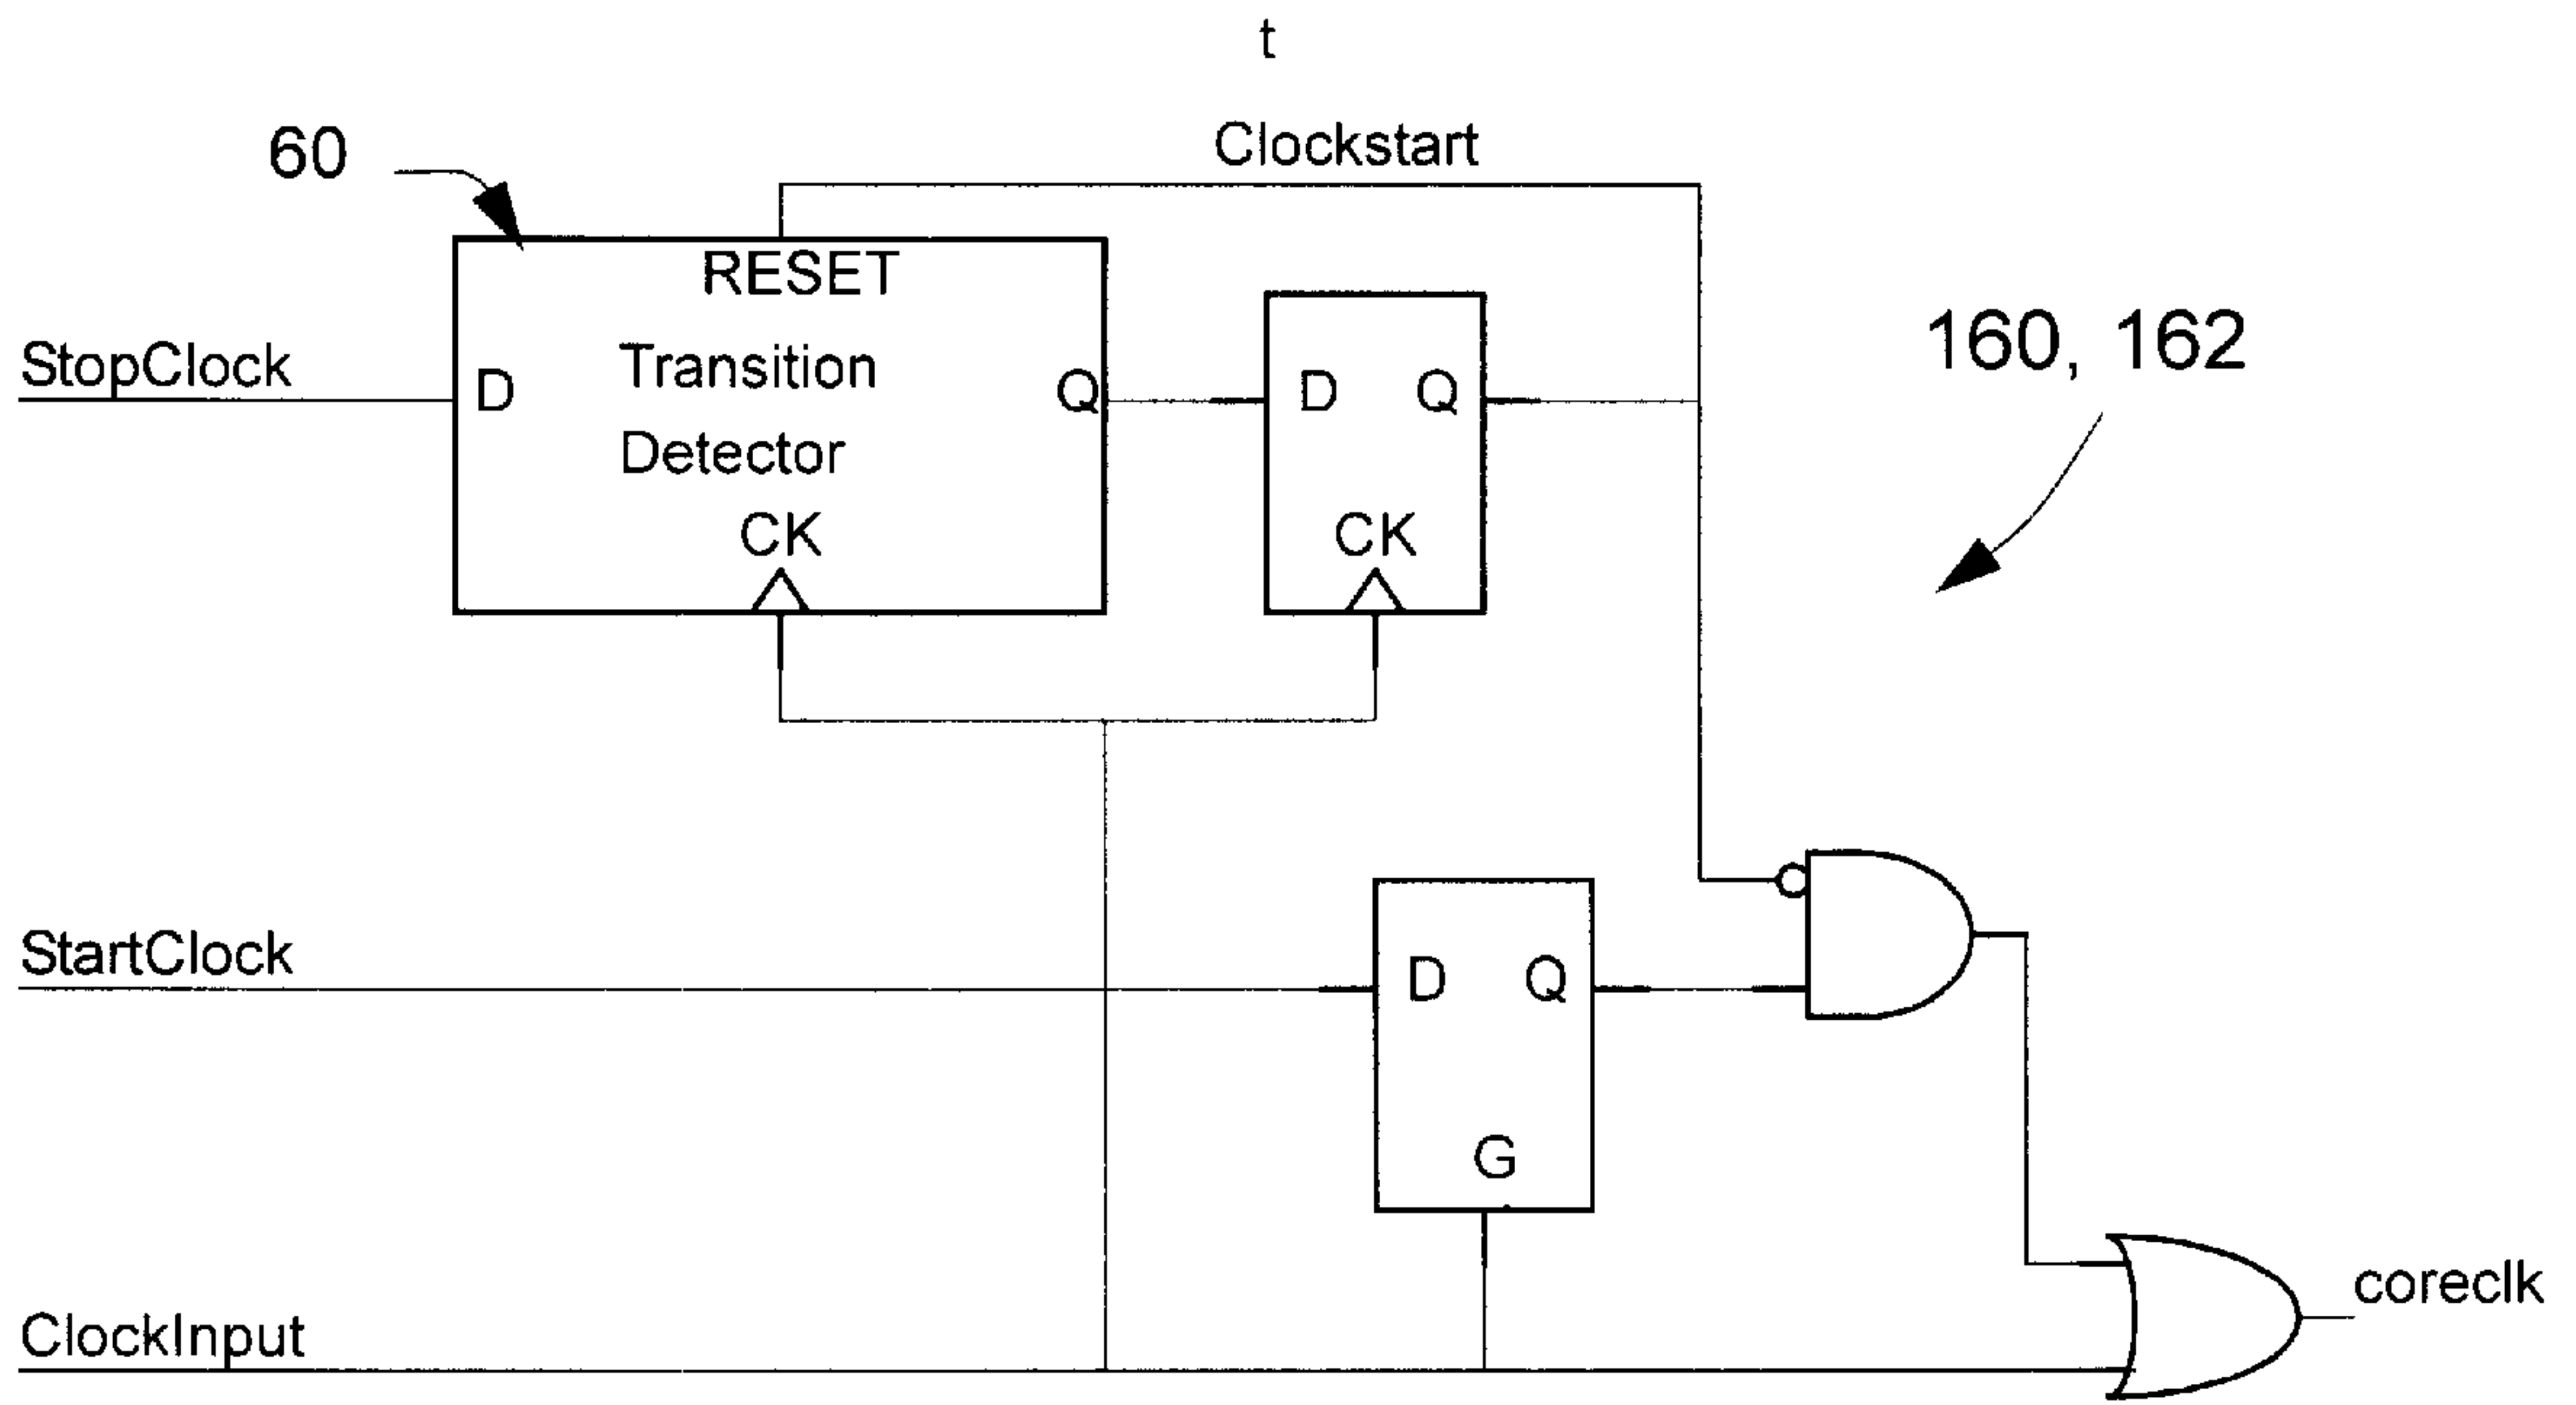 t
Clockstart
60
RESET
160, 162
StopClock
D Transition Q D Q
Detector
CK CK
StartClock
D Q
G
ClockInput
coreclk